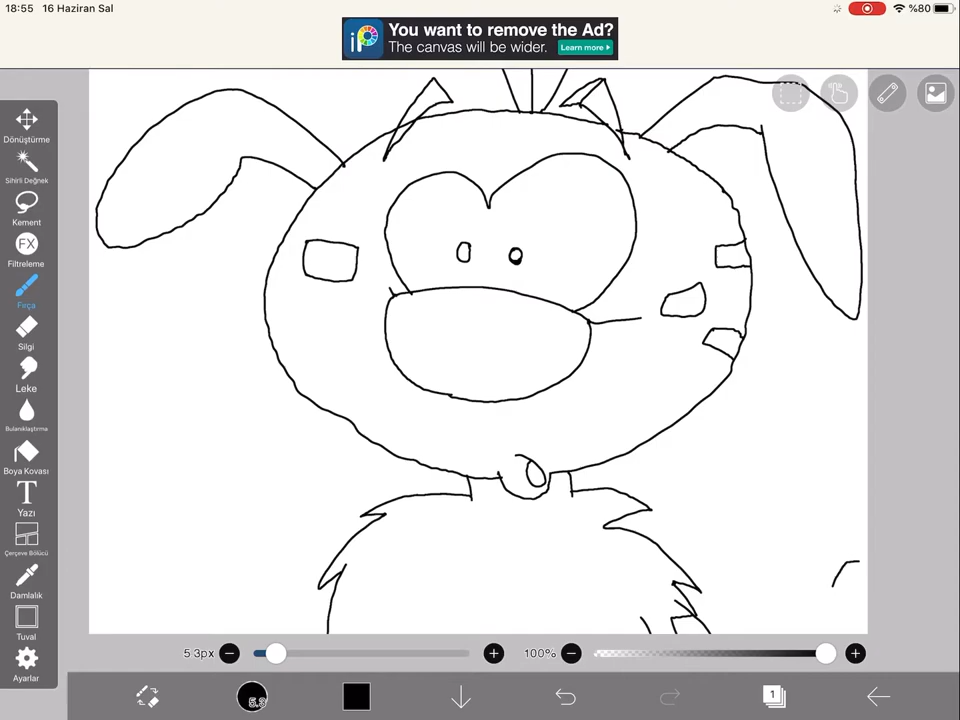 18:55 16 Haziran Sal
%80
iP
You want to remove the Ad?
The canvas will be wider.
Learn more
Dönüştürme
Sihirli Değnek
Kement
FX
Filtreleme
Fırça
Silgi
Leke
Bulanıklaştırma
Boya Kovası
T
Yazı
Çerçeve Bölücü
Damlalık
Tuval
Ayarlar
5.3px
100%
5.3
1